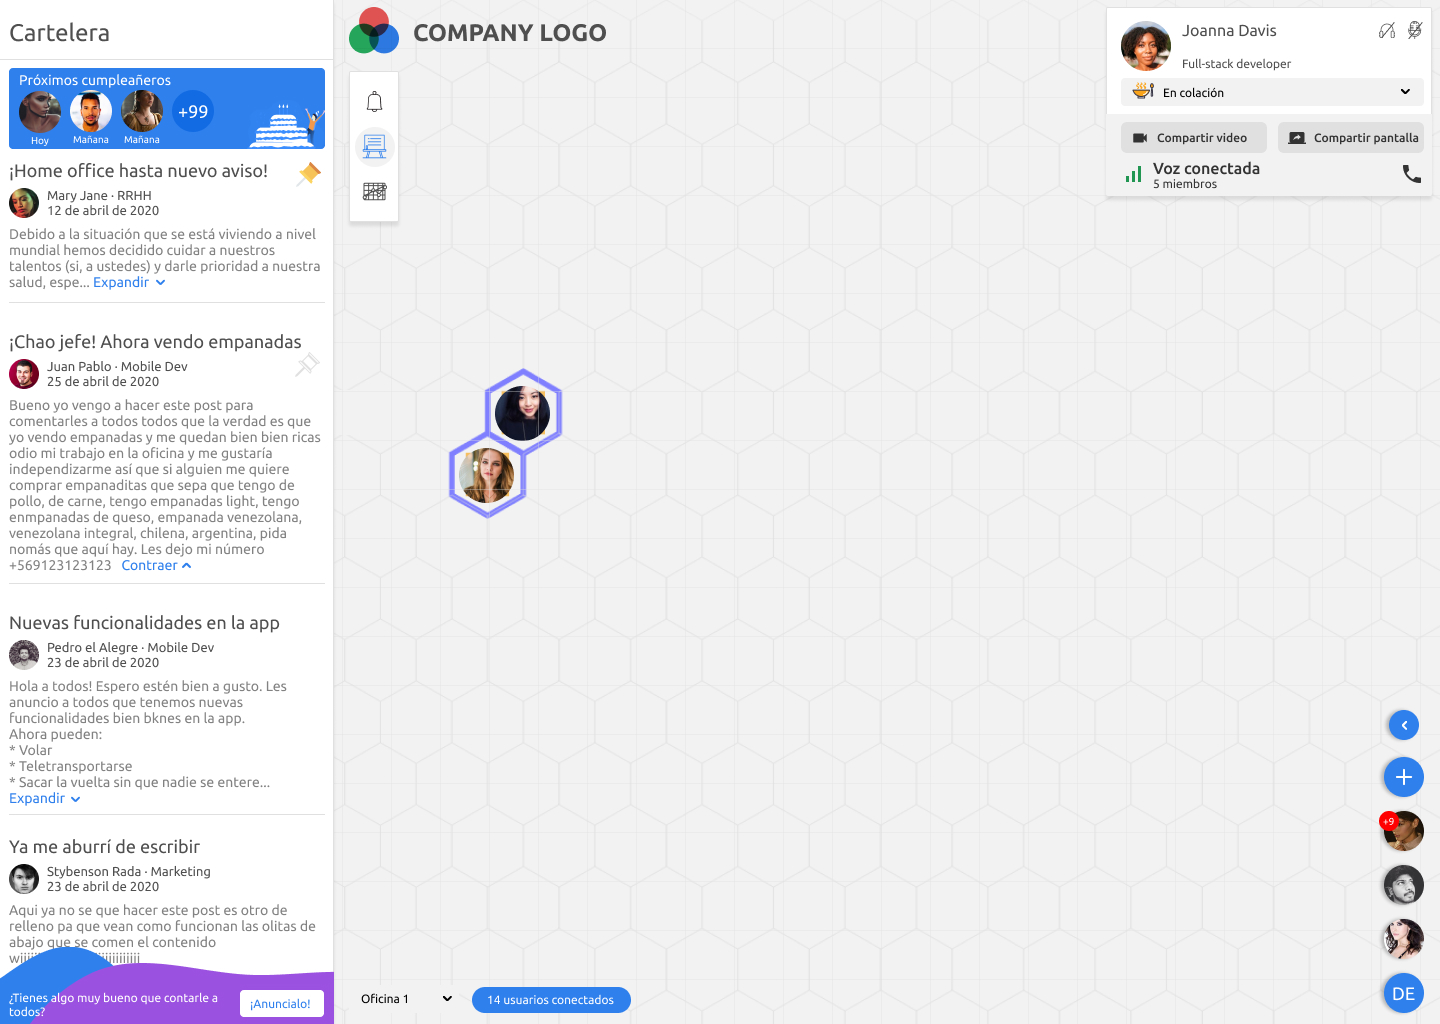 Cartelera
Próximos cumpleañeros
+99
Hoy
Mañana
Mañana
¡Home office hasta nuevo aviso!
Mary Jane · RRHH
12 de abril de 2020
Debido a la situación que se está viviendo a nivel
mundial hemos decidido cuidar a nuestros
talentos (si, a ustedes) y darle prioridad a nuestra
salud, espe... Expandir
¡Chao jefe! Ahora vendo empanadas
Juan Pablo · Mobile Dev
25 de abril de 2020
Bueno yo vengo a hacer este post para
comentarles a todos todos que la verdad es que
yo vendo empanadas y me quedan bien bien ricas
odio mi trabajo en la oficina y me gustaría
independizarme así que si alguien me quiere
comprar empanaditas que sepa que tengo de
pollo, de carne, tengo empanadas light, tengo
enmpanadas de queso, empanada venezolana,
venezolana integral, chilena, argentina, pida
nomás que aquí hay. Les dejo mi número
+569123123123 Contraer
Nuevas funcionalidades en la app
Pedro el Alegre · Mobile Dev
23 de abril de 2020
Hola a todos! Espero estén bien a gusto. Les
anuncio a todos que tenemos nuevas
funcionalidades bien bknes en la app.
Ahora pueden:
* Volar
* Teletransportarse
* Sacar la vuelta sin que nadie se entere...
Expandir
Ya me aburrí de escribir
Stybenson Rada · Marketing
23 de abril de 2020
Aqui ya no se que hacer este post es otro de
relleno pa que vean como funcionan las olitas de
abajo que se comen el contenido
¿Tienes algo muy bueno que contarle a
todos?
¡Anuncialo!
COMPANY LOGO
Joanna Davis
Full-stack developer
En colación
Compartir video
Compartir pantalla
Voz conectada
5 miembros
+9
DE
Oficina 1
14 usuarios conectados